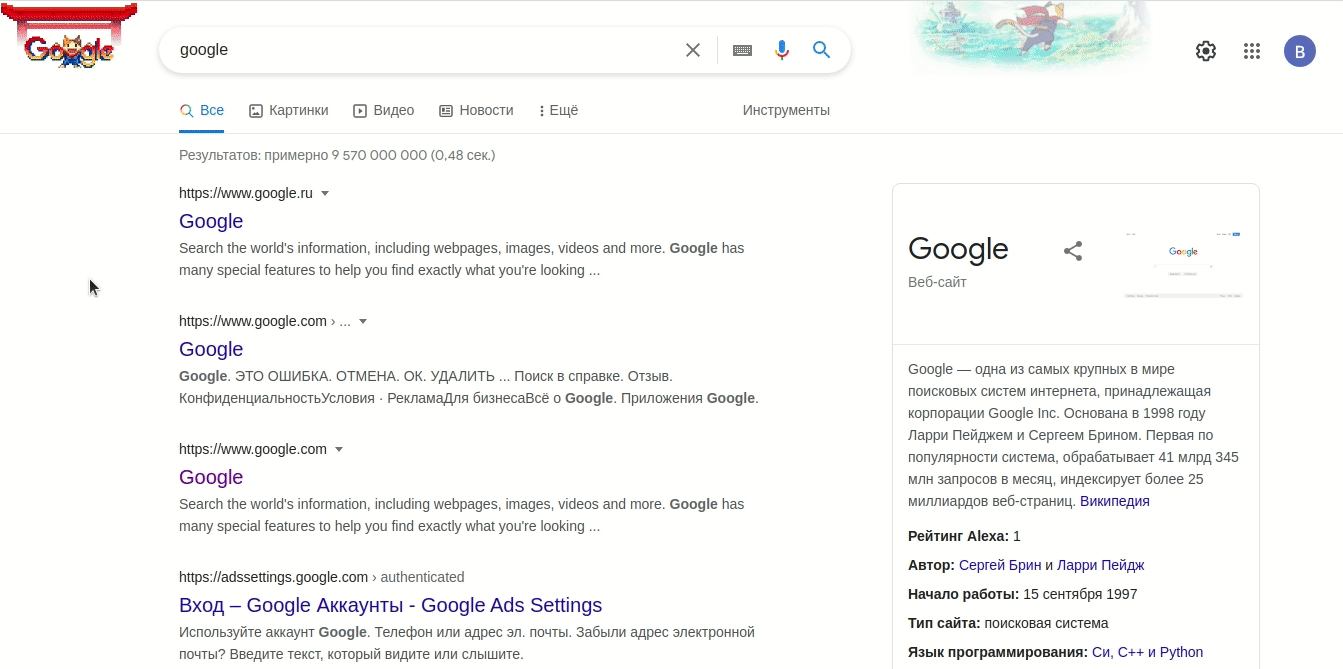 Google
google
В
Все Картинки Видео Новости Ещё Инструменты
Результатов: примерно 9 570 000 000 (0,48 сек.)
https://www.google.ru
Google
Search the world's information, including webpages, images, videos and more. Google has
many special features to help you find exactly what you're looking ...
https://www.google.com › ...
Google
Google. ЭТО ОШИБКА. ОТМЕНА. ОК. УДАЛИТЬ ... Поиск в справке. Отзыв.
КонфиденциальностьУсловия · РекламаДля бизнесаВсё о Google. Приложения Google.
https://www.google.com
Google
Search the world's information, including webpages, images, videos and more. Google has
many special features to help you find exactly what you're looking ...
https://adssettings.google.com › authenticated
Вход – Google Аккаунты - Google Ads Settings
Используйте аккаунт Google. Телефон или адрес эл. почты. Забыли адрес электронной
почты? Введите текст, который видите или слышите.
Google
Веб-сайт
Google
Google — одна из самых крупных в мире
поисковых систем интернета, принадлежащая
корпорации Google Inc. Основана в 1998 году
Ларри Пейджем и Сергеем Брином. Первая по
популярности система, обрабатывает 41 млрд 345
млн запросов в месяц, индексирует более 25
миллиардов веб-страниц. Википедия
Рейтинг Alexa: 1
Автор: Сергей Брин и Ларри Пейдж
Начало работы: 15 сентября 1997
Тип сайта: поисковая система
Язык программирования: Си, C++ и Python